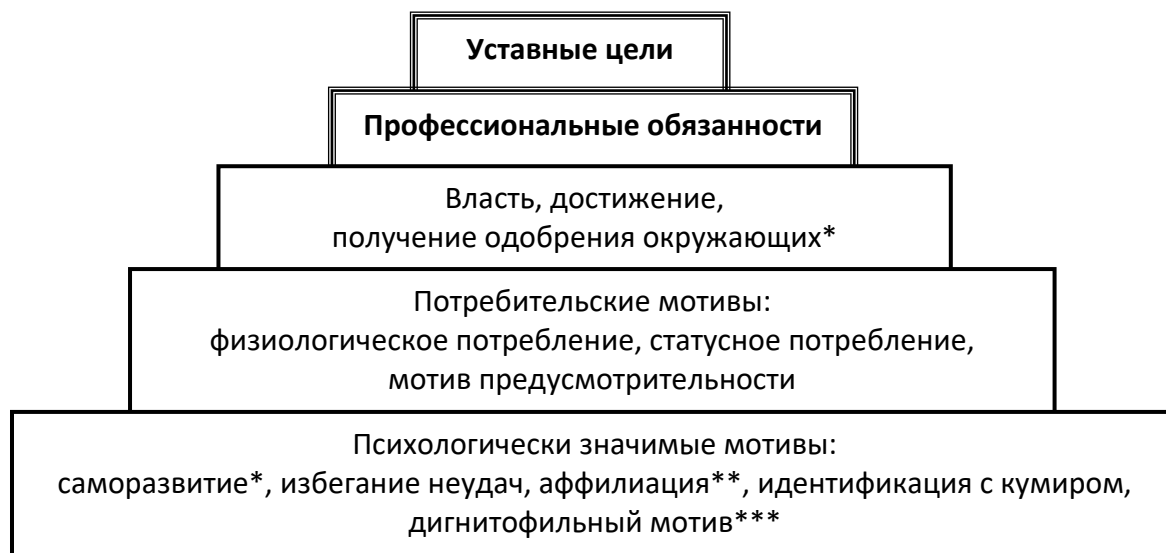 Уставные цели
Профессиональные обязанности
Власть, достижение,
получение одобрения окружающих*
Потребительские мотивы:
физиологическое потребление, статусное потребление,
мотив предусмотрительности
Психологически значимые мотивы:
саморазвитие*, избегание неудач, аффилиация**, идентификация с кумиром,
дигнитофильный мотив***